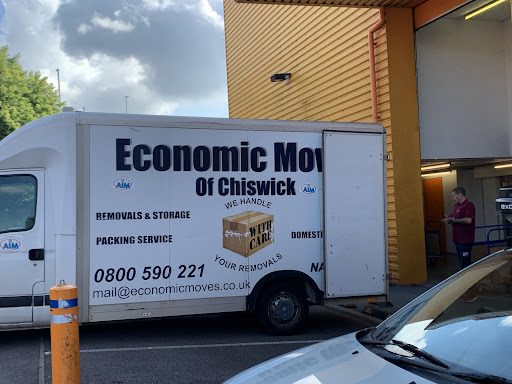 Economic Mov
Of Chiswick
AIM
AIM
WE HANDLE
REMOVALS & STORAGE
WITH
CARE
PACKING SERVICE
DOMEST
YOUR REMOVALS
0800 590 221
NA
mail@economicmoves.co.uk
AIM